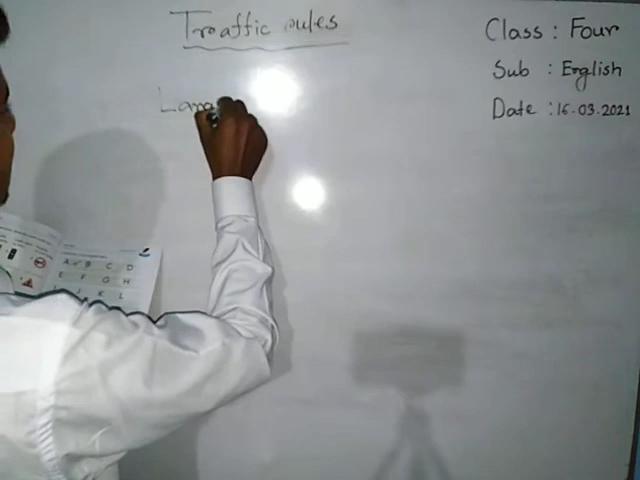 Traffic rules
Class : Four
Sub : English
Date : 16.03.2021
A B C D
E F G H
J K L